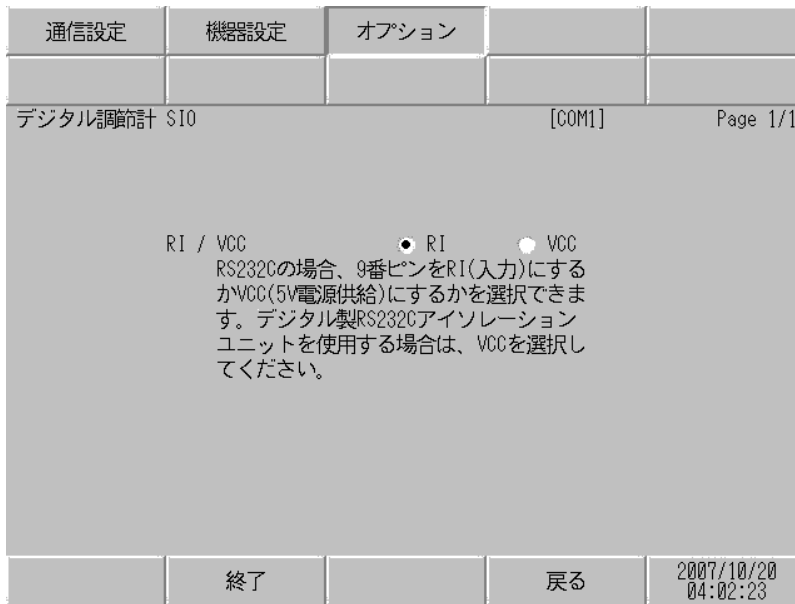 通信設定 機器設定 オプション
デジタル調節計 SIO [COM1] Page 1/1
RI / VCC RI VCC
RS232Cの場合、9番ピンをRI(入力)にする
かVCC(5V電源供給)にするかを選択できま
す。デジタル製RS232Cアイソレーション
ユニットを使用する場合は、VCCを選択し
てください。
終了 戻る 2007/10/20
04:02:23